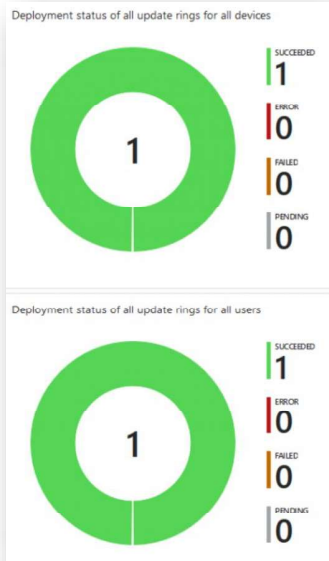 Deployment status of all update rings for all devices
1
SUCCEEDED
1
ERROR
0
FAILED
0
PENDING
0
Deployment status of all update rings for all users
1
SUCCEEDED
1
ERROR
0
FAILED
0
PENDING
0